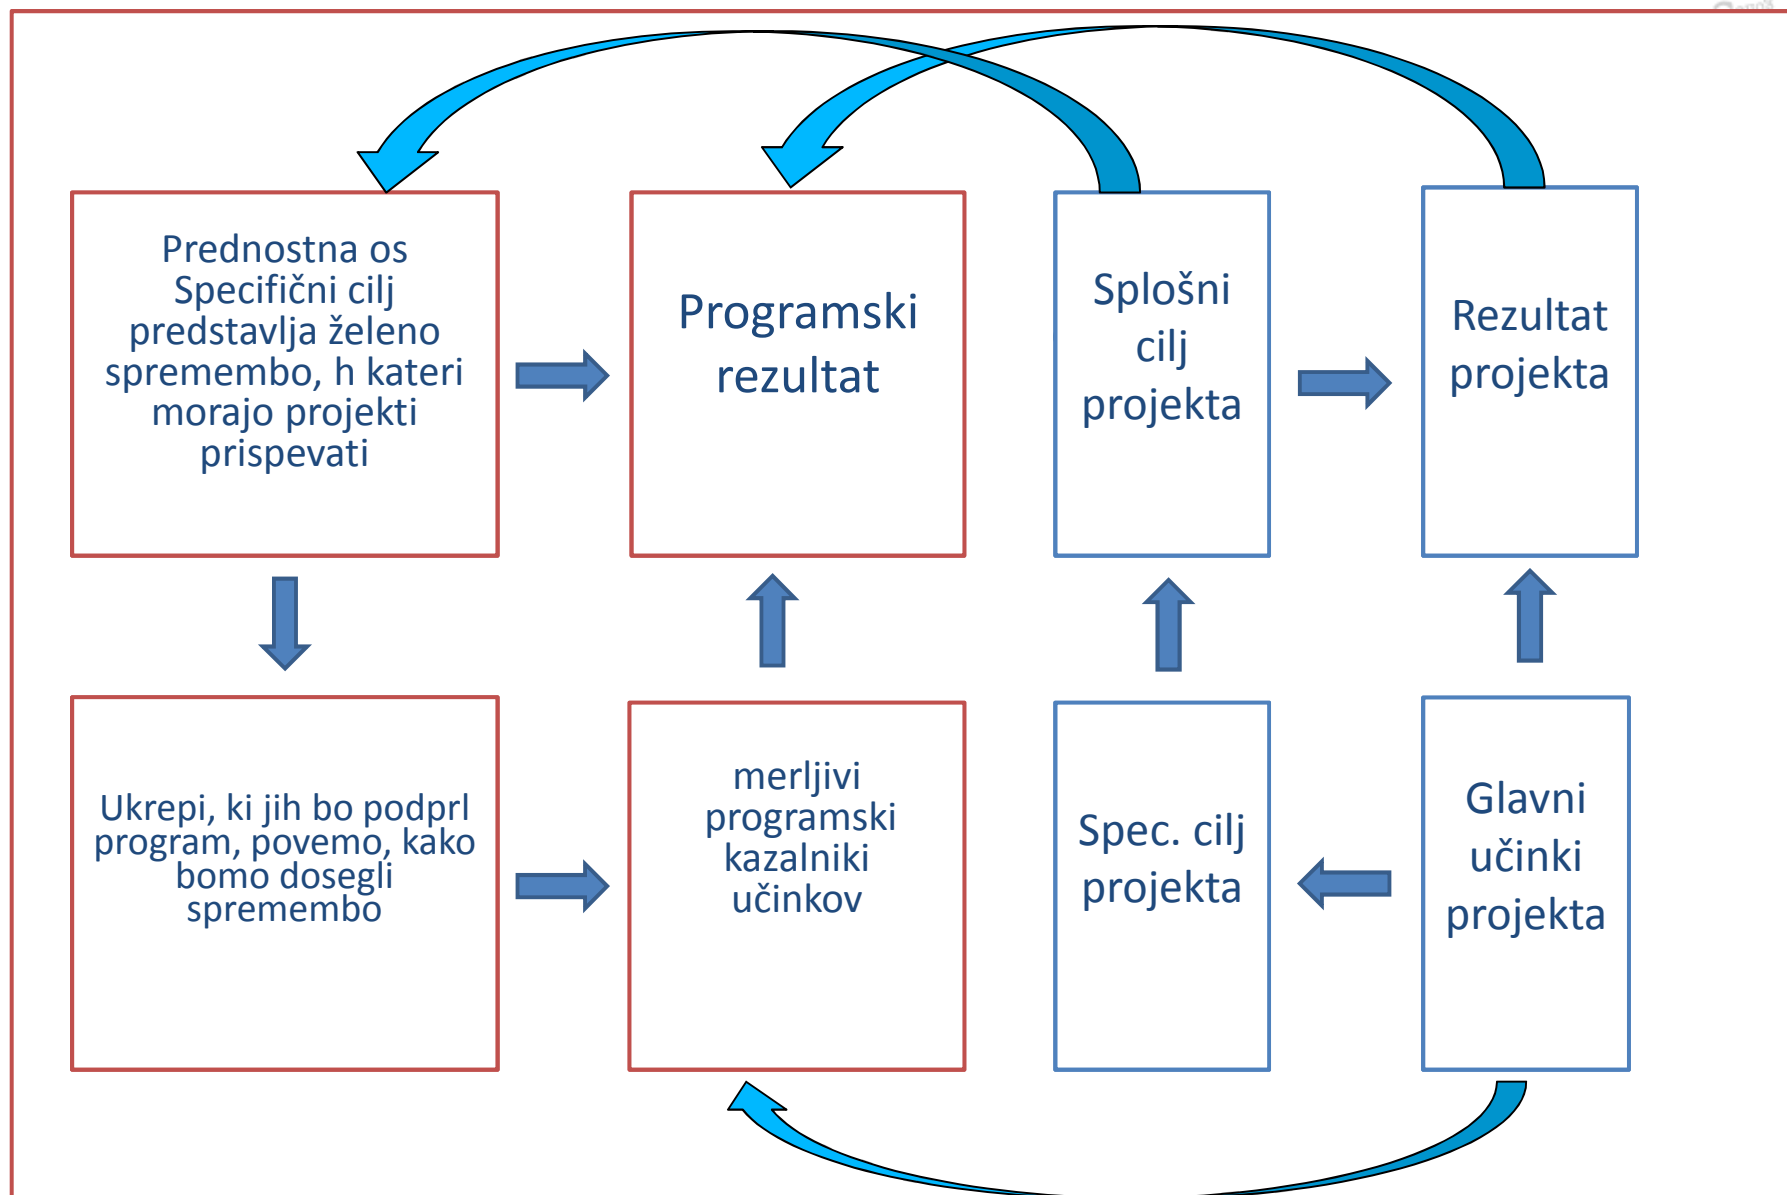 Prednostna os
Specifični cilj
predstavlja želeno
spremembo, h kateri
morajo projekti
prispevati
Programski
rezultat
Splošni
cilj
projekta
Rezultat
projekta
Ukrepi, ki jih bo podprl
program, povemo, kako
bomo dosegli
spremembo
merljivi
programski
kazalniki
učinkov
Spec. cilj
projekta
Glavni
učinki
projekta